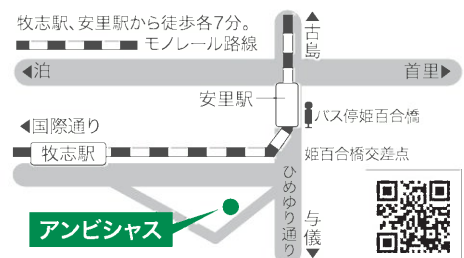 牧志駅、安里駅から徒歩各7分。
モノレール路線
▲古島
◀泊
首里▶
安里駅
バス停姫百合橋
◀国際通り
牧志駅
姫百合橋交差点
ひめゆり通り
与儀▼
アンビシャス